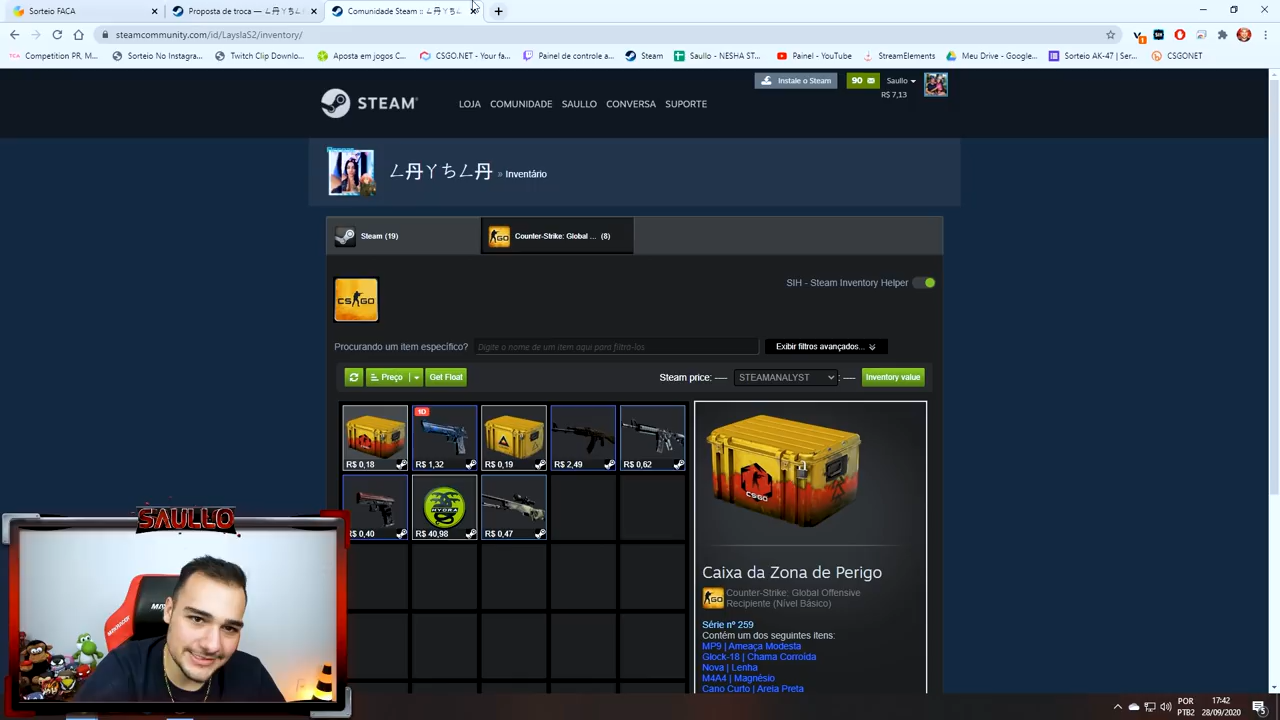 Sorteio FACA
Proposta de troca — ㄥ丹ㄚち
Comunidade Steam :: ㄥ丹ㄚちㄥ
steamcommunity.com/id/LayslaS2/inventory/
Competitivo PR, M...
Sorteio No Instagra...
Twitch Clip Downlo...
Aposta em jogos C...
CSGO.NET - Your fa...
Painel de controle a...
Steam
Saullo - NESHA ST...
Painel - YouTube
StreamElements
Meu Drive - Google...
Sorteio AK-47 | Ser...
CSGONET
Instale o Steam
90
Saullo
R$ 7,13
STEAM
LOJA COMUNIDADE SAULLO CONVERSA SUPORTE
ㄥ丹ㄚちㄥ丹 » Inventário
Steam (19)
Counter-Strike: Global ... (8)
CS GO
SIH - Steam Inventory Helper
Procurando um item específico?
Digite o nome de um item aqui para filtrá-los
Exibir filtros avançados...
Preço
Get Float
Steam price: —
STEAMANALYST
: —
Inventory value
R$ 0,18
10
R$ 1,32
R$ 0,19
R$ 2,49
R$ 0,62
$ 0,40
HYDRA
R$ 40,98
R$ 0,47
CS:GO
Caixa da Zona de Perigo
Counter-Strike: Global Offensive
Recipiente (Nível Básico)
Série nº 259
Contém um dos seguintes itens:
MP9 | Ameaça Modesta
Glock-18 | Chama Corroída
Nova | Lenha
M4A4 | Magnésio
Cano Curto | Areia Preta
SAULLO
POR
PTB2
17:42
28/09/2020